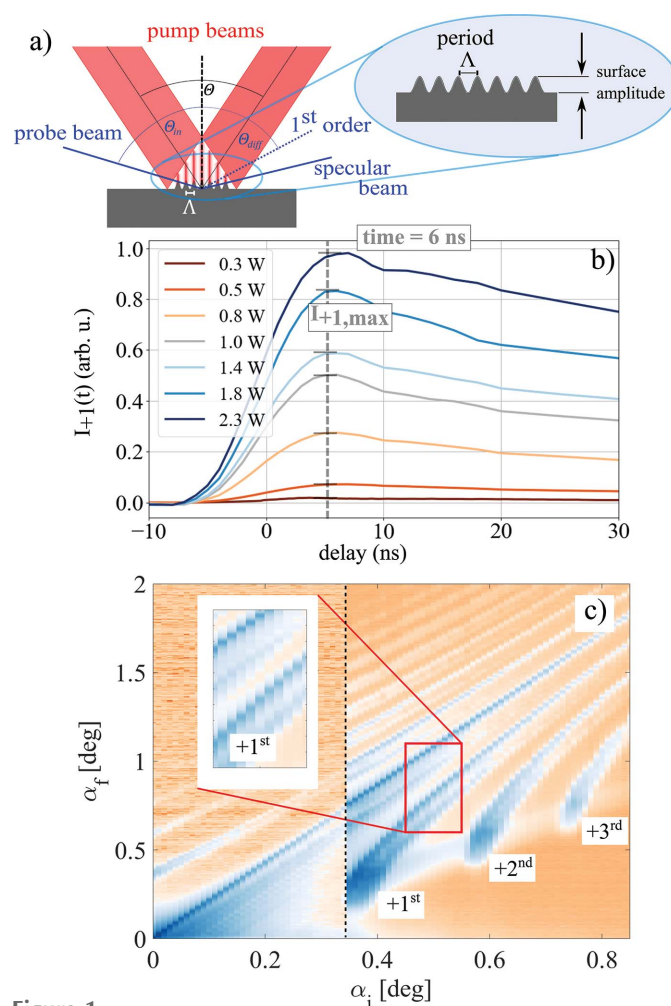 a)
pump beams
Θ
Θin
Θdiff
probe beam
1st
order
specular
beam
Λ
period
Λ
surface
amplitude
b)
time = 6 ns
I+1,max
0.3 W
0.5 W
0.8 W
1.0 W
1.4 W
1.8 W
2.3 W
I+1(t) (arb. u.)
1.0
0.8
0.6
0.4
0.2
0.0
−10 0 10 20 30
delay (ns)
c)
αf [deg]
2
1.5
1
0.5
0
+1st
+1st
+2nd
+3rd
0 0.2 0.4 0.6 0.8
αi [deg]
Figure 1